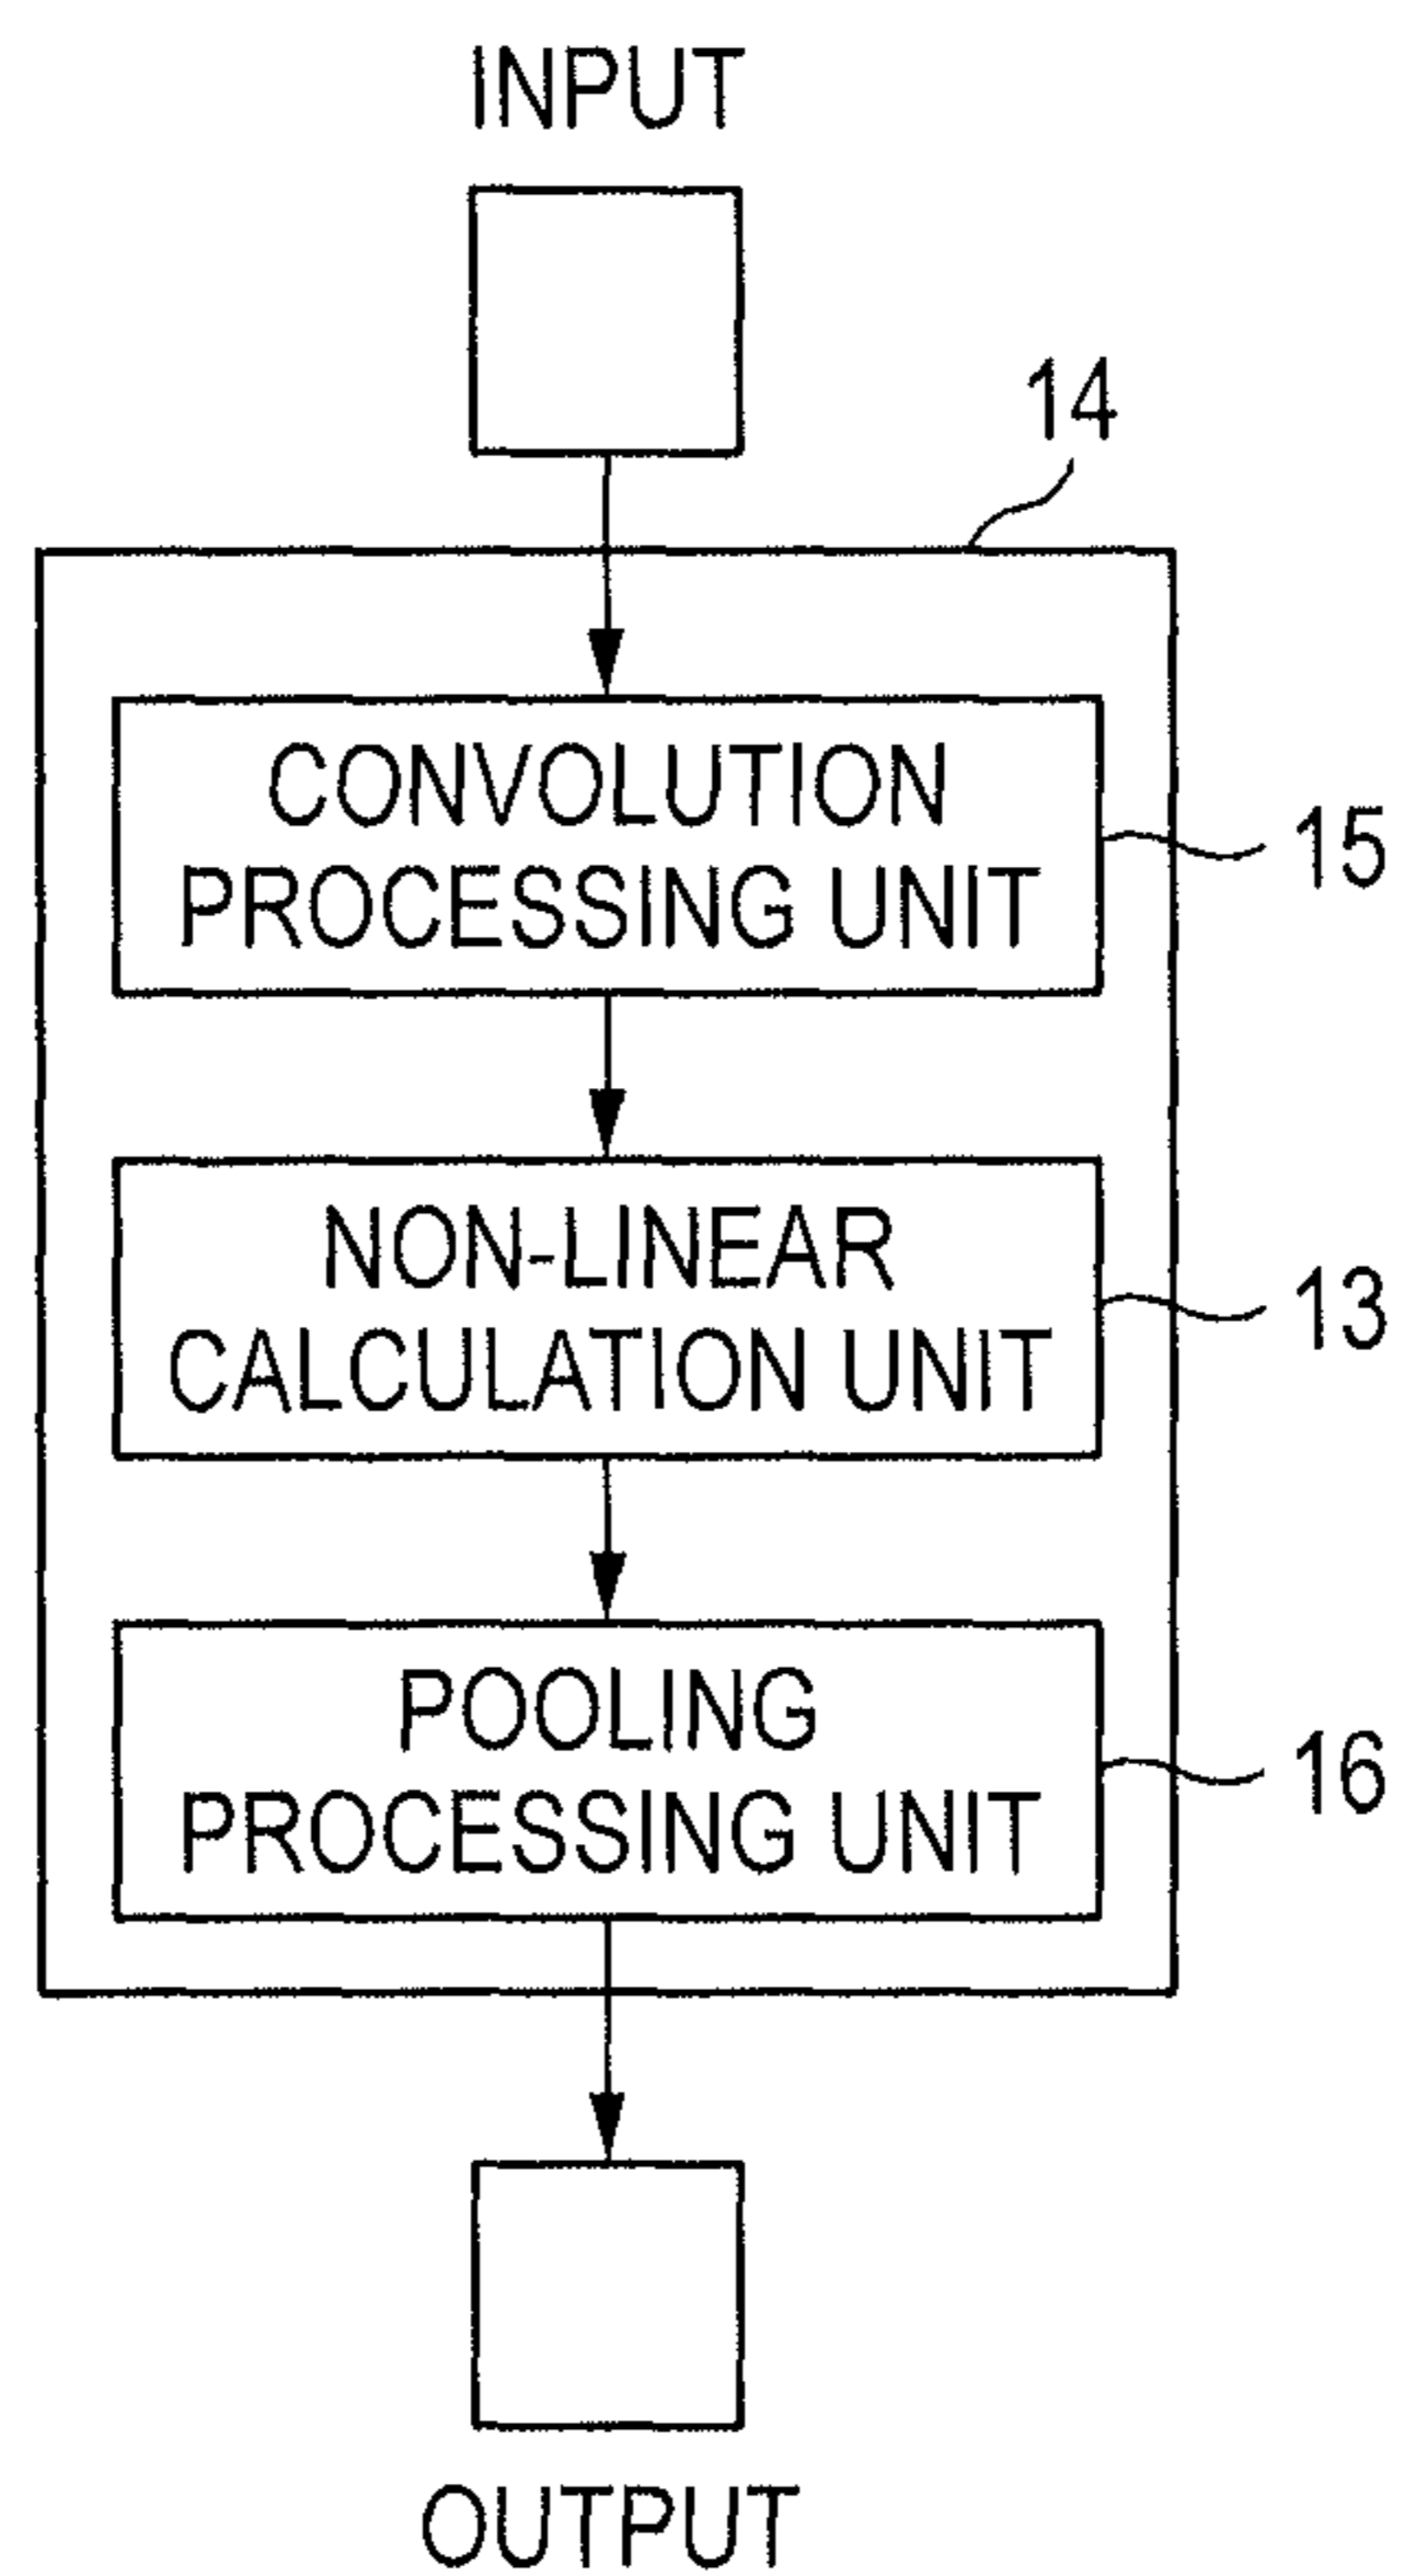 INPUT
14
CONVOLUTION
PROCESSING UNIT
15
NON-LINEAR
CALCULATION UNIT
13
POOLING
PROCESSING UNIT
16
OUTPUT